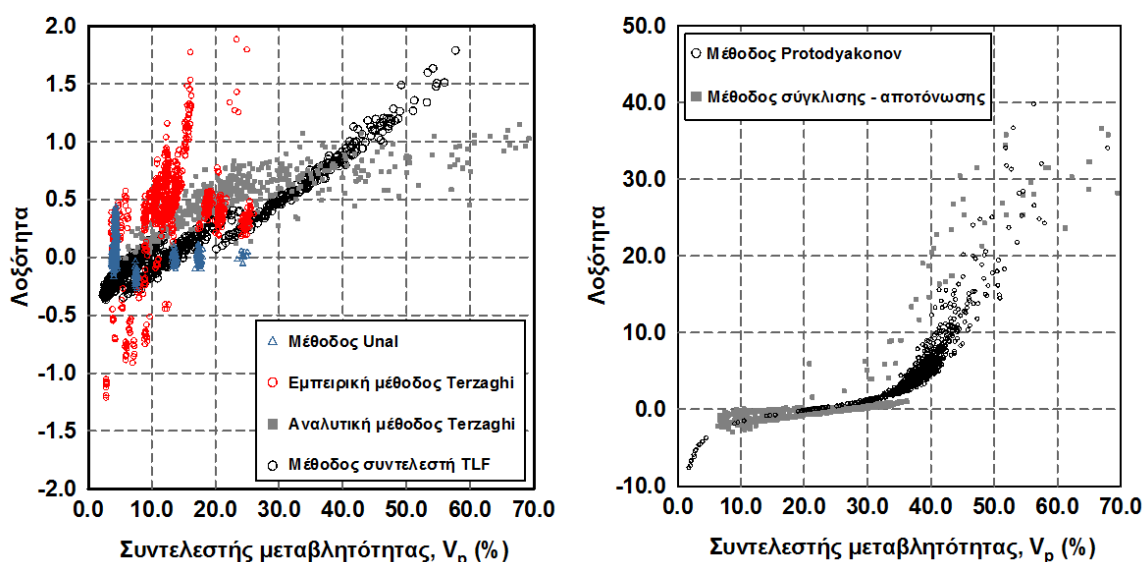 2.0
1.5
1.0
0.5
0.0
-0.5
-1.0
-1.5
-2.0
Λοξότητα
Μέθοδος Unal
Εμπειρική μέθοδος Terzaghi
Αναλυτική μέθοδος Terzaghi
Μέθοδος συντελεστή TLF
0.0 10.0 20.0 30.0 40.0 50.0 60.0 70.0
Συντελεστής μεταβλητότητας, Vp (%)
50.0
40.0
30.0
20.0
10.0
0.0
-10.0
Λοξότητα
Μέθοδος Protodyakonov
Μέθοδος σύγκλισης - αποτόνωσης
0.0 10.0 20.0 30.0 40.0 50.0 60.0 70.0
Συντελεστής μεταβλητότητας, Vp (%)